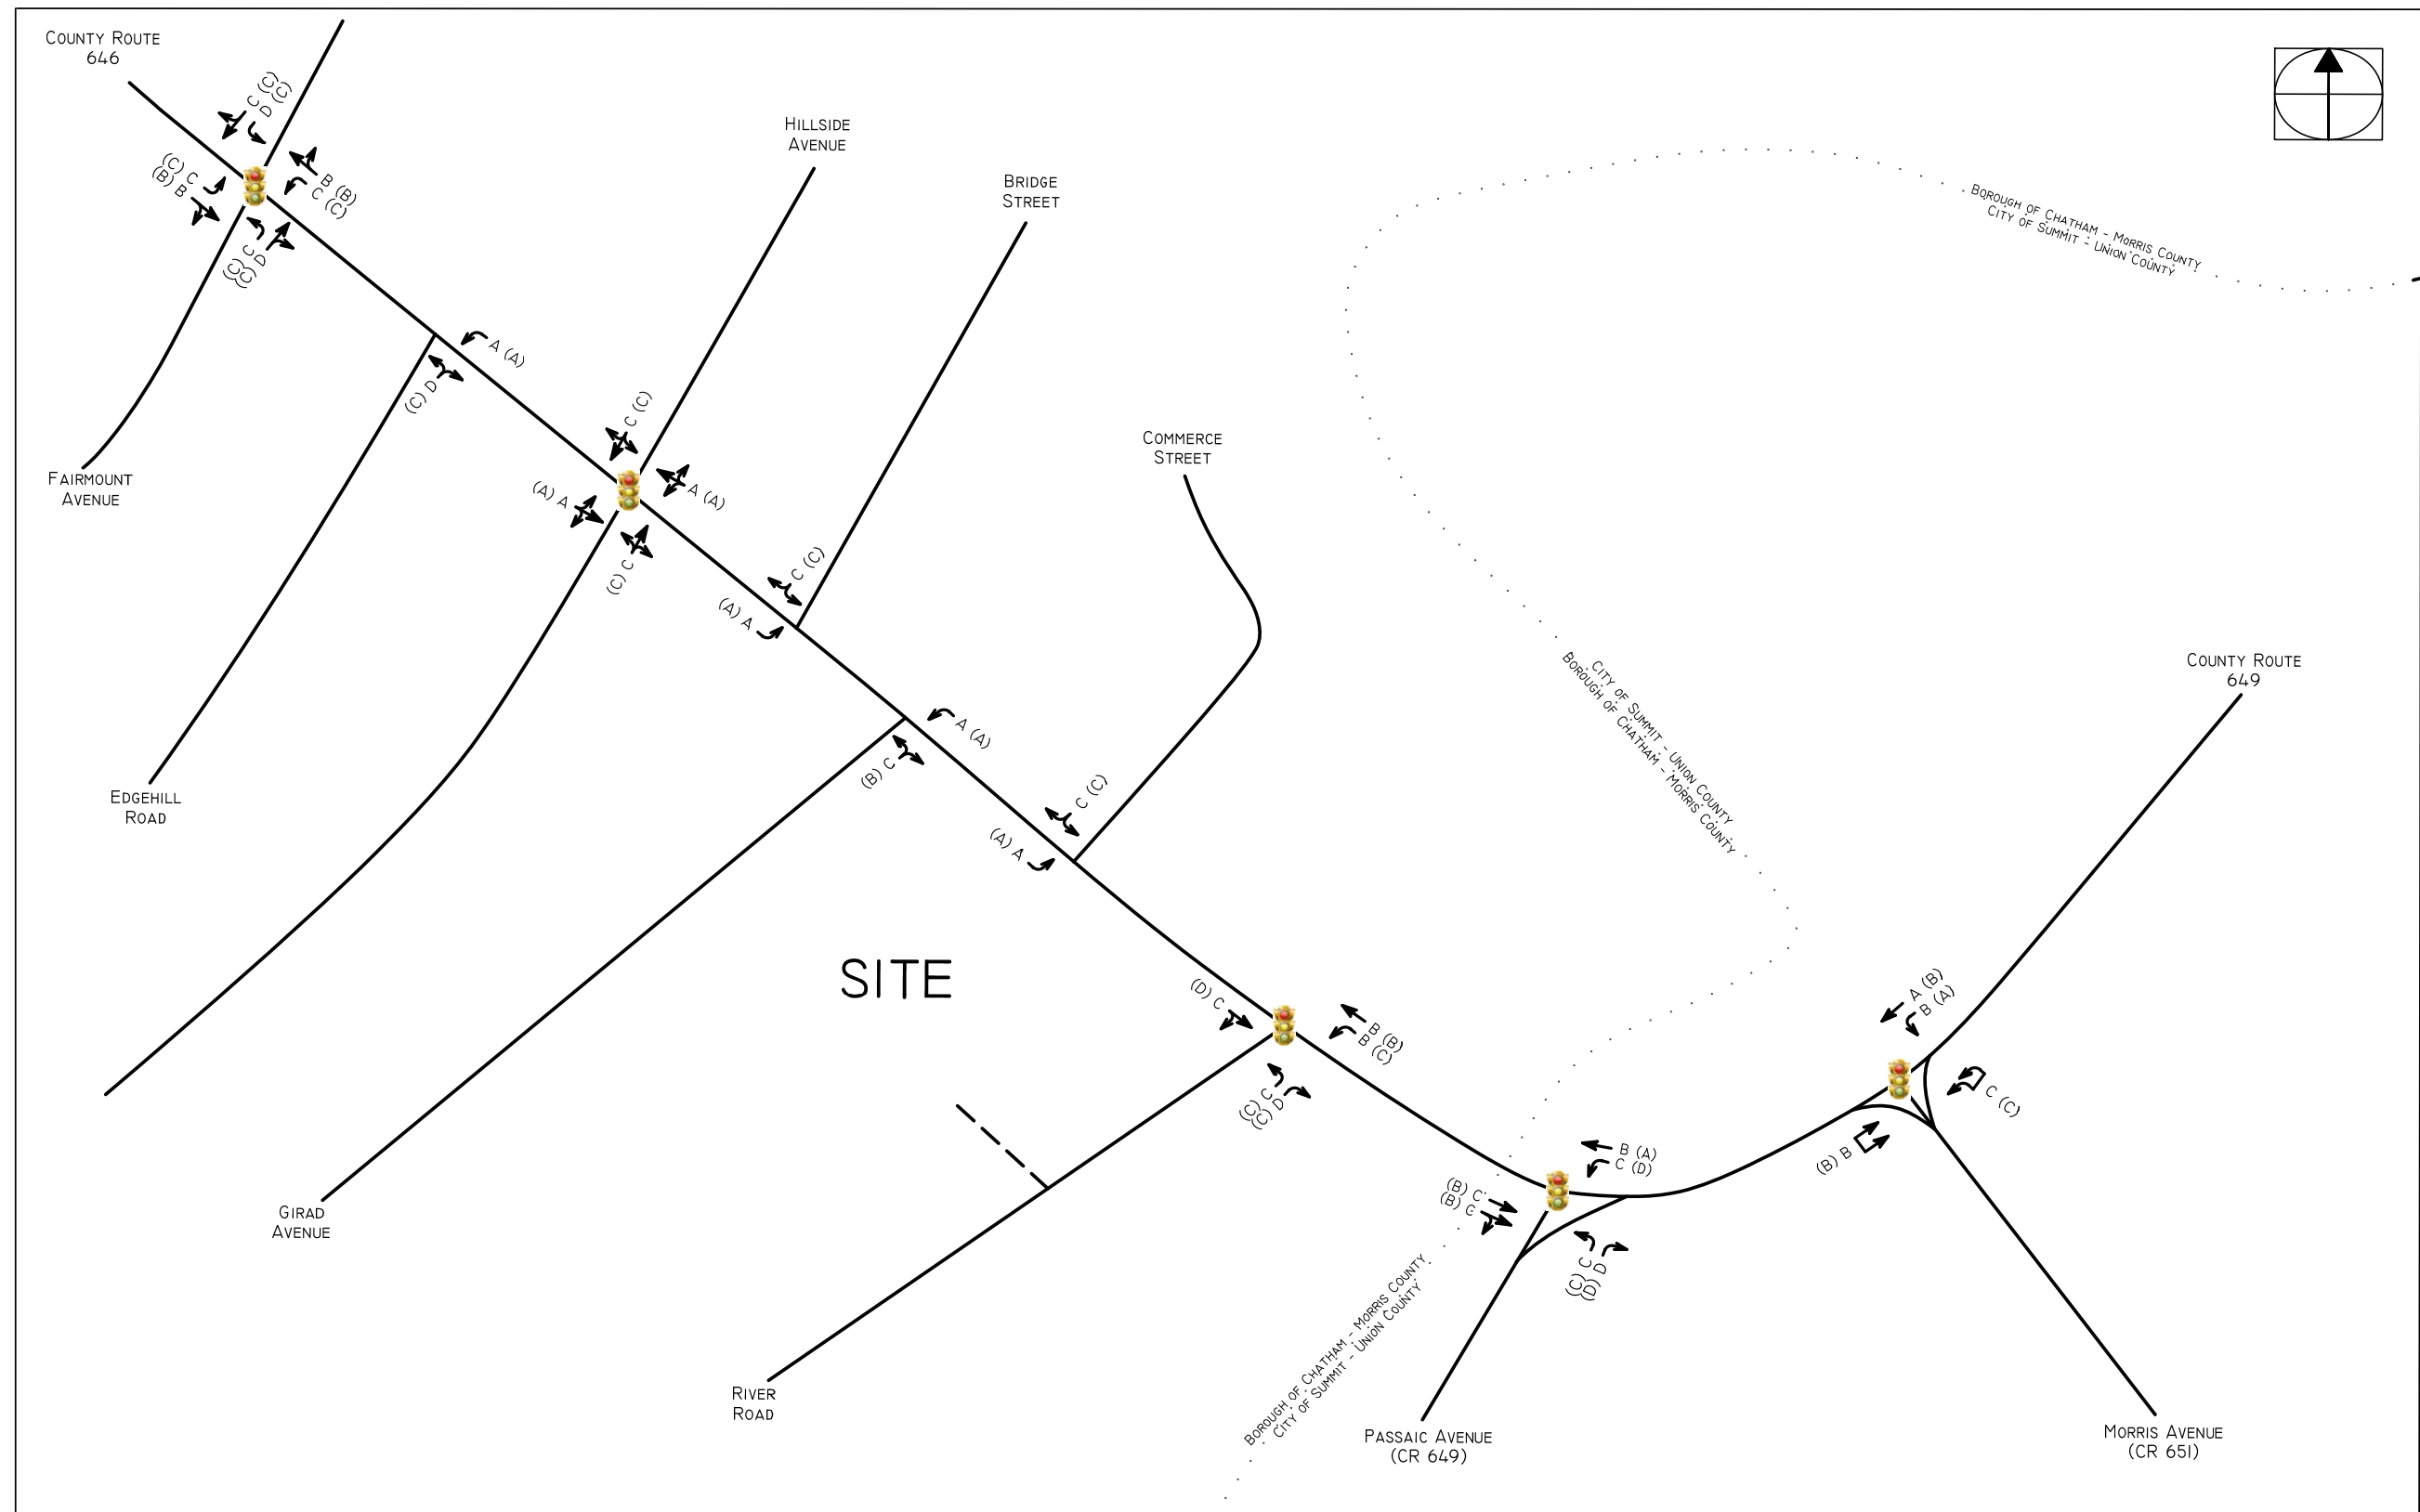 COUNTY ROUTE
646
C (C)
D (C)
(C) C
(B) B
B (B)
C (C)
(C) C
(C) D
FAIRMOUNT
AVENUE
A (A)
(C) D
EDGEHILL
ROAD
HILLSIDE
AVENUE
C (C)
(A) A
A (A)
(C) C
BRIDGE
STREET
C (C)
(A) A
A (A)
(B) C
GIRAD
AVENUE
COMMERCE
STREET
C (C)
(A) A
SITE
(D) C
B (B)
B (C)
(C) C
(C) D
RIVER
ROAD
BOROUGH OF CHATHAM - MORRIS COUNTY
CITY OF SUMMIT - UNION COUNTY
CITY OF SUMMIT - UNION COUNTY
BOROUGH OF CHATHAM - MORRIS COUNTY
COUNTY ROUTE
649
A (B)
B (A)
C (C)
(B) B
B (A)
C (D)
(B) C
(B) C
(C) C
(D) D
BOROUGH OF CHATHAM - MORRIS COUNTY
CITY OF SUMMIT - UNION COUNTY
PASSAIC AVENUE
(CR 649)
MORRIS AVENUE
(CR 651)